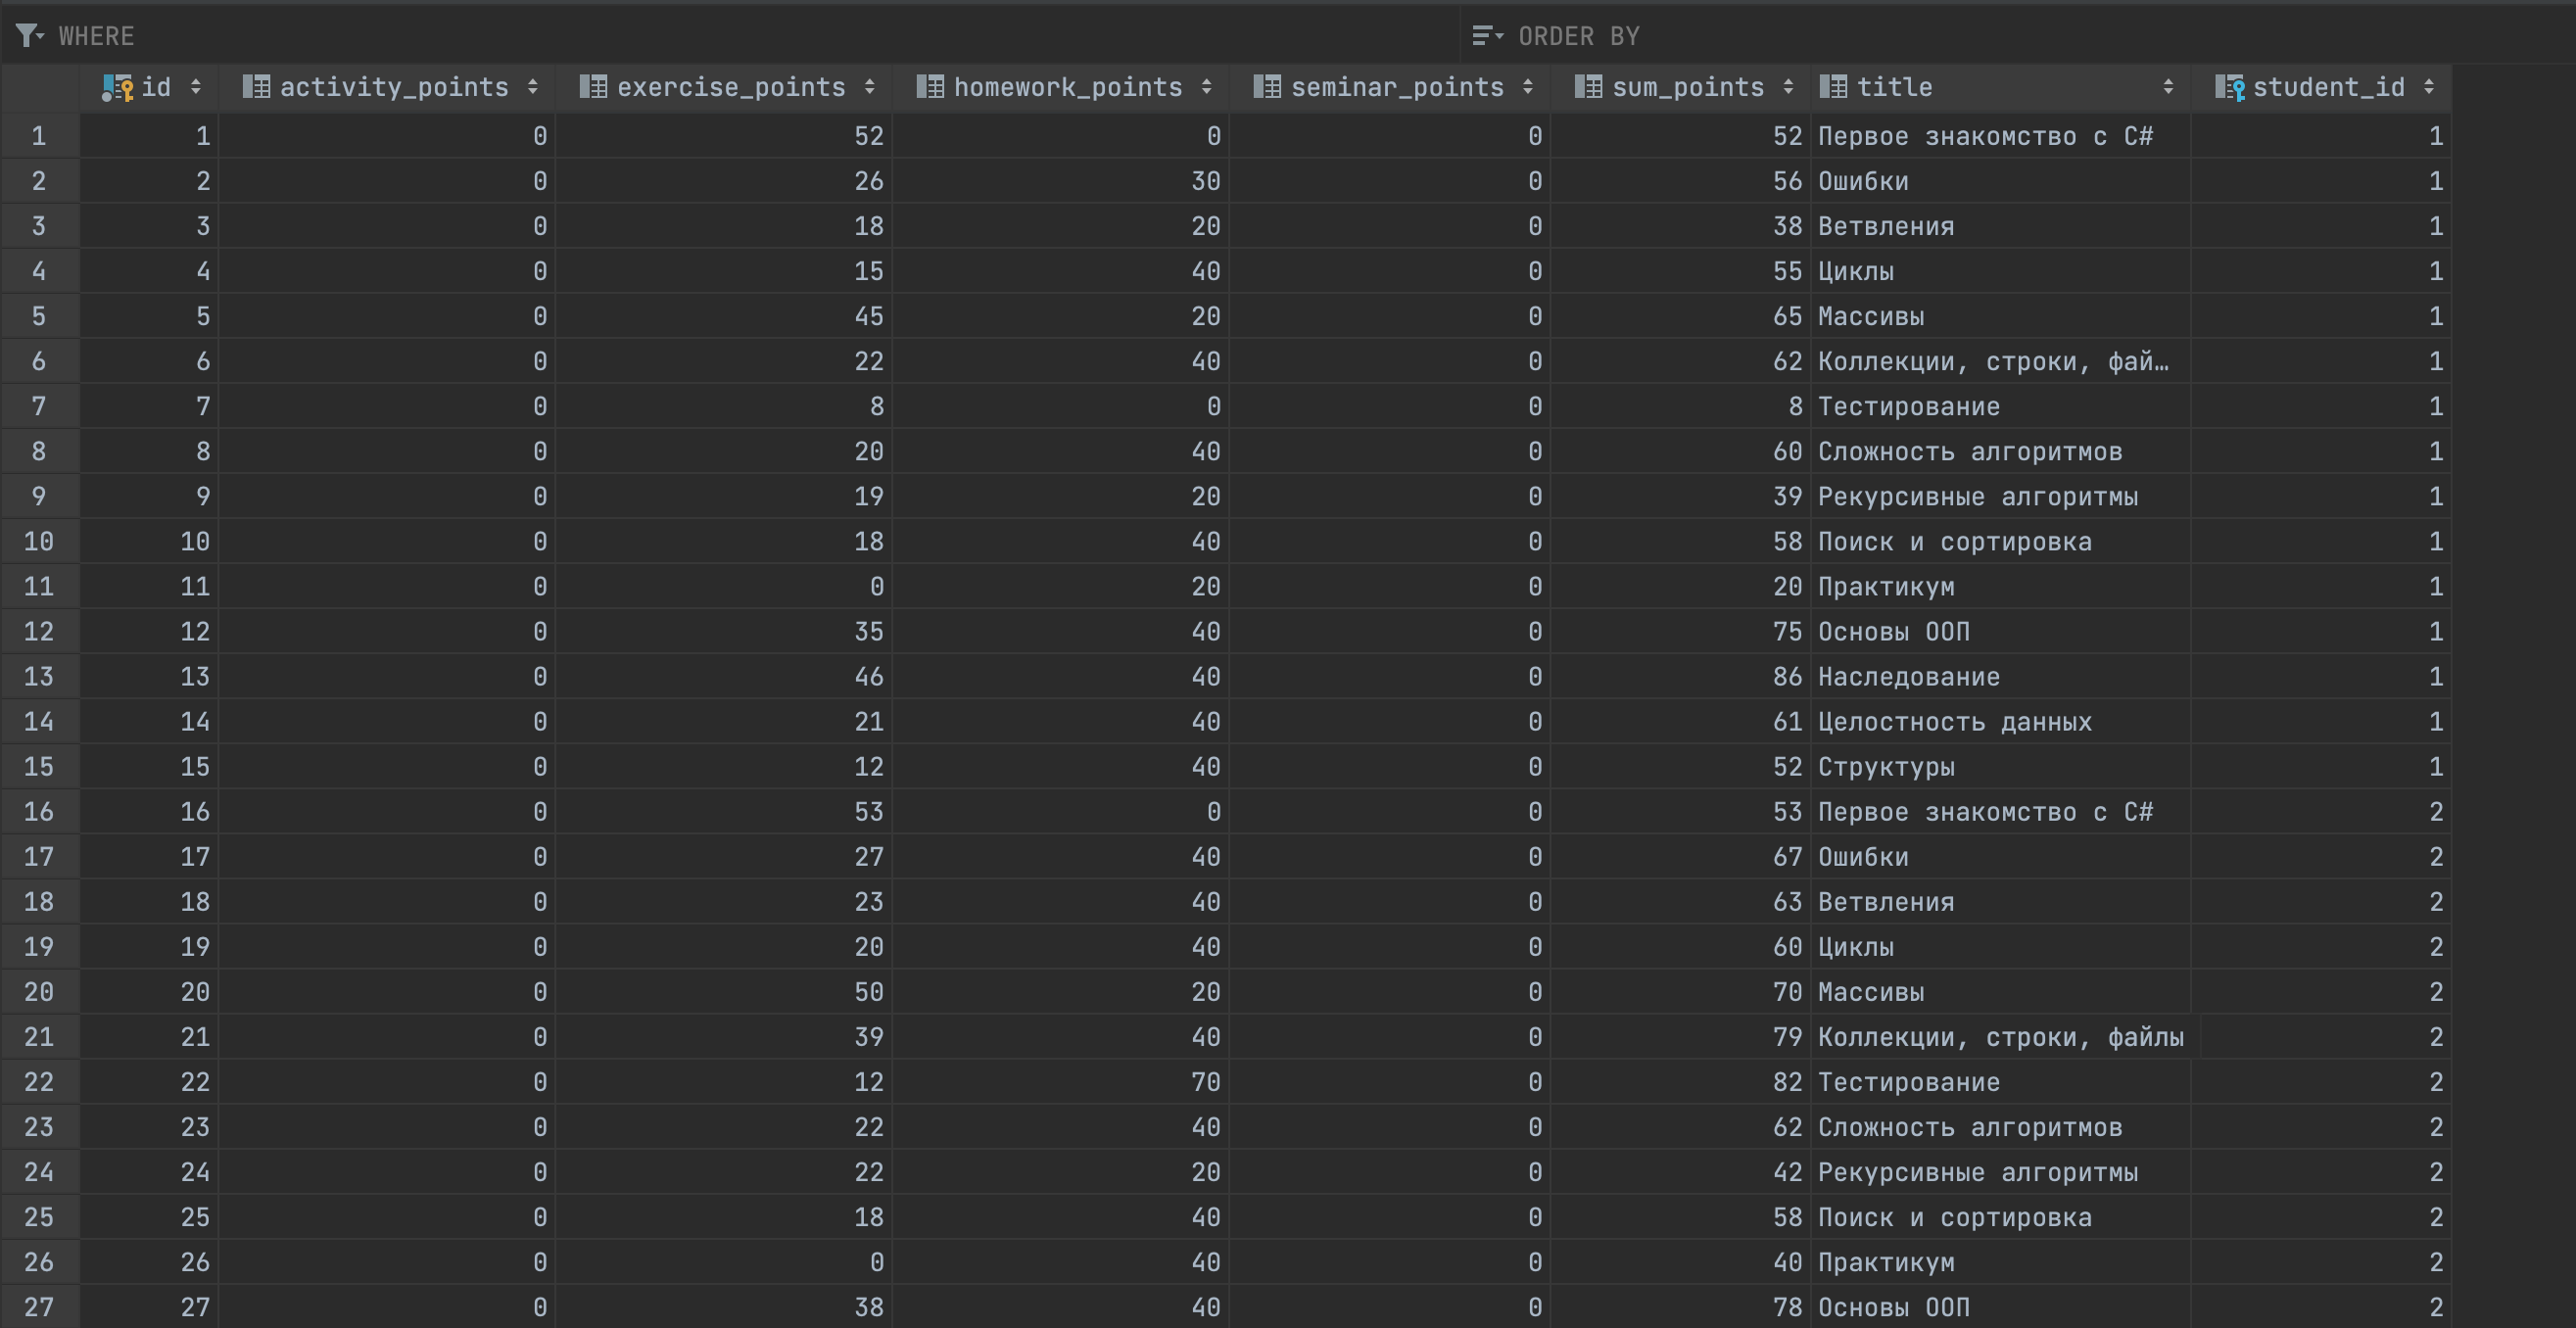 WHERE ORDER BY
id activity_points exercise_points homework_points seminar_points sum_points title student_id
1 1 0 52 0 0 52 Первое знакомство с C# 1
2 2 0 26 30 0 56 Ошибки 1
3 3 0 18 20 0 38 Ветвления 1
4 4 0 15 40 0 55 Циклы 1
5 5 0 45 20 0 65 Массивы 1
6 6 0 22 40 0 62 Коллекции, строки, фай… 1
7 7 0 8 0 0 8 Тестирование 1
8 8 0 20 40 0 60 Сложность алгоритмов 1
9 9 0 19 20 0 39 Рекурсивные алгоритмы 1
10 10 0 18 40 0 58 Поиск и сортировка 1
11 11 0 0 20 0 20 Практикум 1
12 12 0 35 40 0 75 Основы ООП 1
13 13 0 46 40 0 86 Наследование 1
14 14 0 21 40 0 61 Целостность данных 1
15 15 0 12 40 0 52 Структуры 1
16 16 0 53 0 0 53 Первое знакомство с C# 2
17 17 0 27 40 0 67 Ошибки 2
18 18 0 23 40 0 63 Ветвления 2
19 19 0 20 40 0 60 Циклы 2
20 20 0 50 20 0 70 Массивы 2
21 21 0 39 40 0 79 Коллекции, строки, файлы 2
22 22 0 12 70 0 82 Тестирование 2
23 23 0 22 40 0 62 Сложность алгоритмов 2
24 24 0 22 20 0 42 Рекурсивные алгоритмы 2
25 25 0 18 40 0 58 Поиск и сортировка 2
26 26 0 0 40 0 40 Практикум 2
27 27 0 38 40 0 78 Основы ООП 2